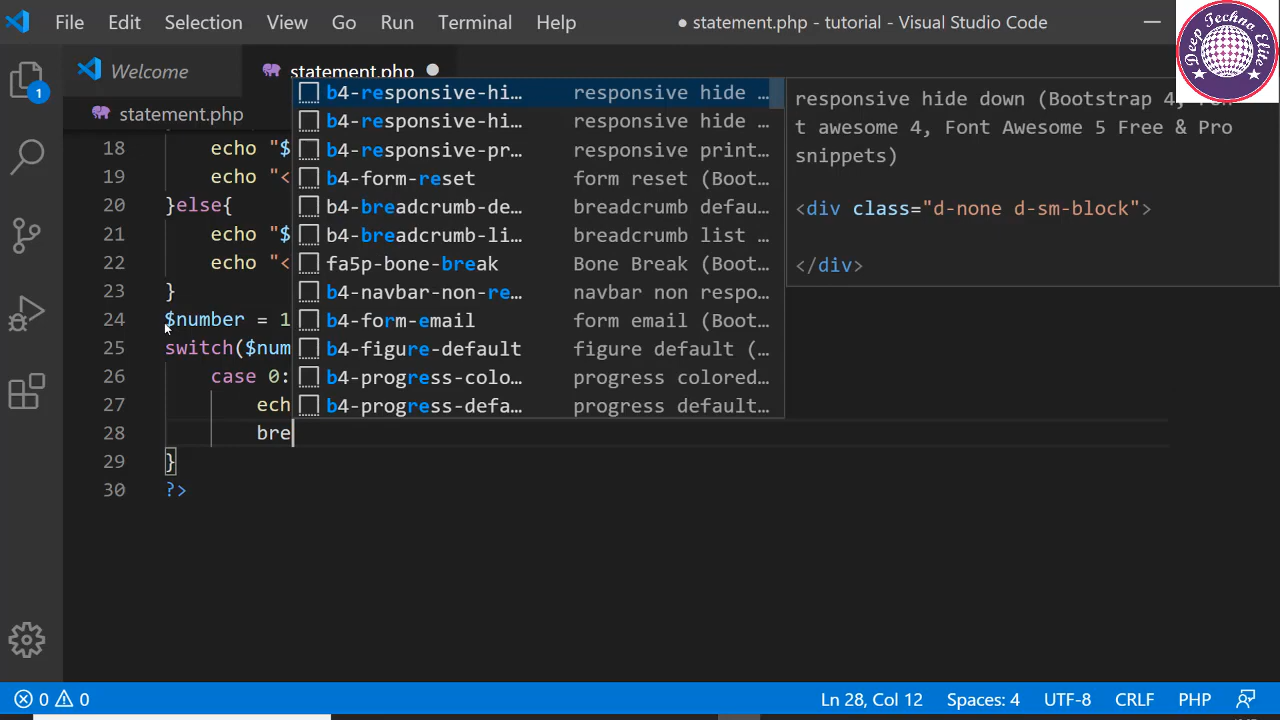 File Edit Selection View Go Run Terminal Help ● statement.php - tutorial - Visual Studio Code
Deep Techno Elite
Welcome statement.php
1
statement.php
b4-responsive-hi… responsive hide …
b4-responsive-hi… responsive hide …
b4-responsive-pr… responsive print…
b4-form-reset form reset (Boot…
b4-breadcrumb-de… breadcrumb defau…
b4-breadcrumb-li… breadcrumb list …
fa5p-bone-break Bone Break (Boot…
b4-navbar-non-re… navbar non respo…
b4-form-email form email (Boot…
b4-figure-default figure default (…
b4-progress-colo… progress colored…
b4-progress-defa… progress default…
responsive hide down (Bootstrap 4,
t awesome 4, Font Awesome 5 Free & Pro
snippets)
<div class="d-none d-sm-block">
</div>
18 echo "$
19 echo "<
20 }else{
21 echo "$
22 echo "<
23 }
24 $number = 1
25 switch($num
26 case 0:
27 ech
28 bre
29 }
30 ?>
0 0 Ln 28, Col 12 Spaces: 4 UTF-8 CRLF PHP